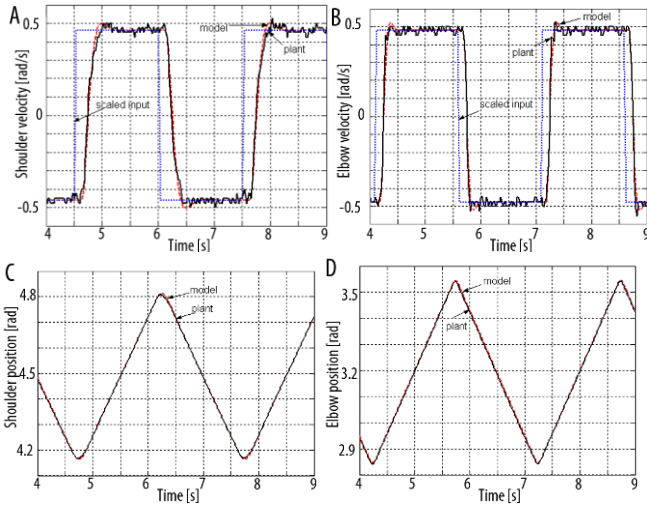 A
Shoulder velocity [rad/s]
0.5
0
-0.5
model
plant
scaled input
4 5 6 7 8 9
Time [s]
B
Elbow velocity [rad/s]
0.5
0
-0.5
model
plant
scaled input
4 5 6 7 8 9
Time [s]
C
Shoulder position [rad]
4.8
4.5
4.2
model
plant
4 5 6 7 8 9
Time [s]
D
Elbow position [rad]
3.5
3.2
2.9
model
plant
4 5 6 7 8 9
Time [s]